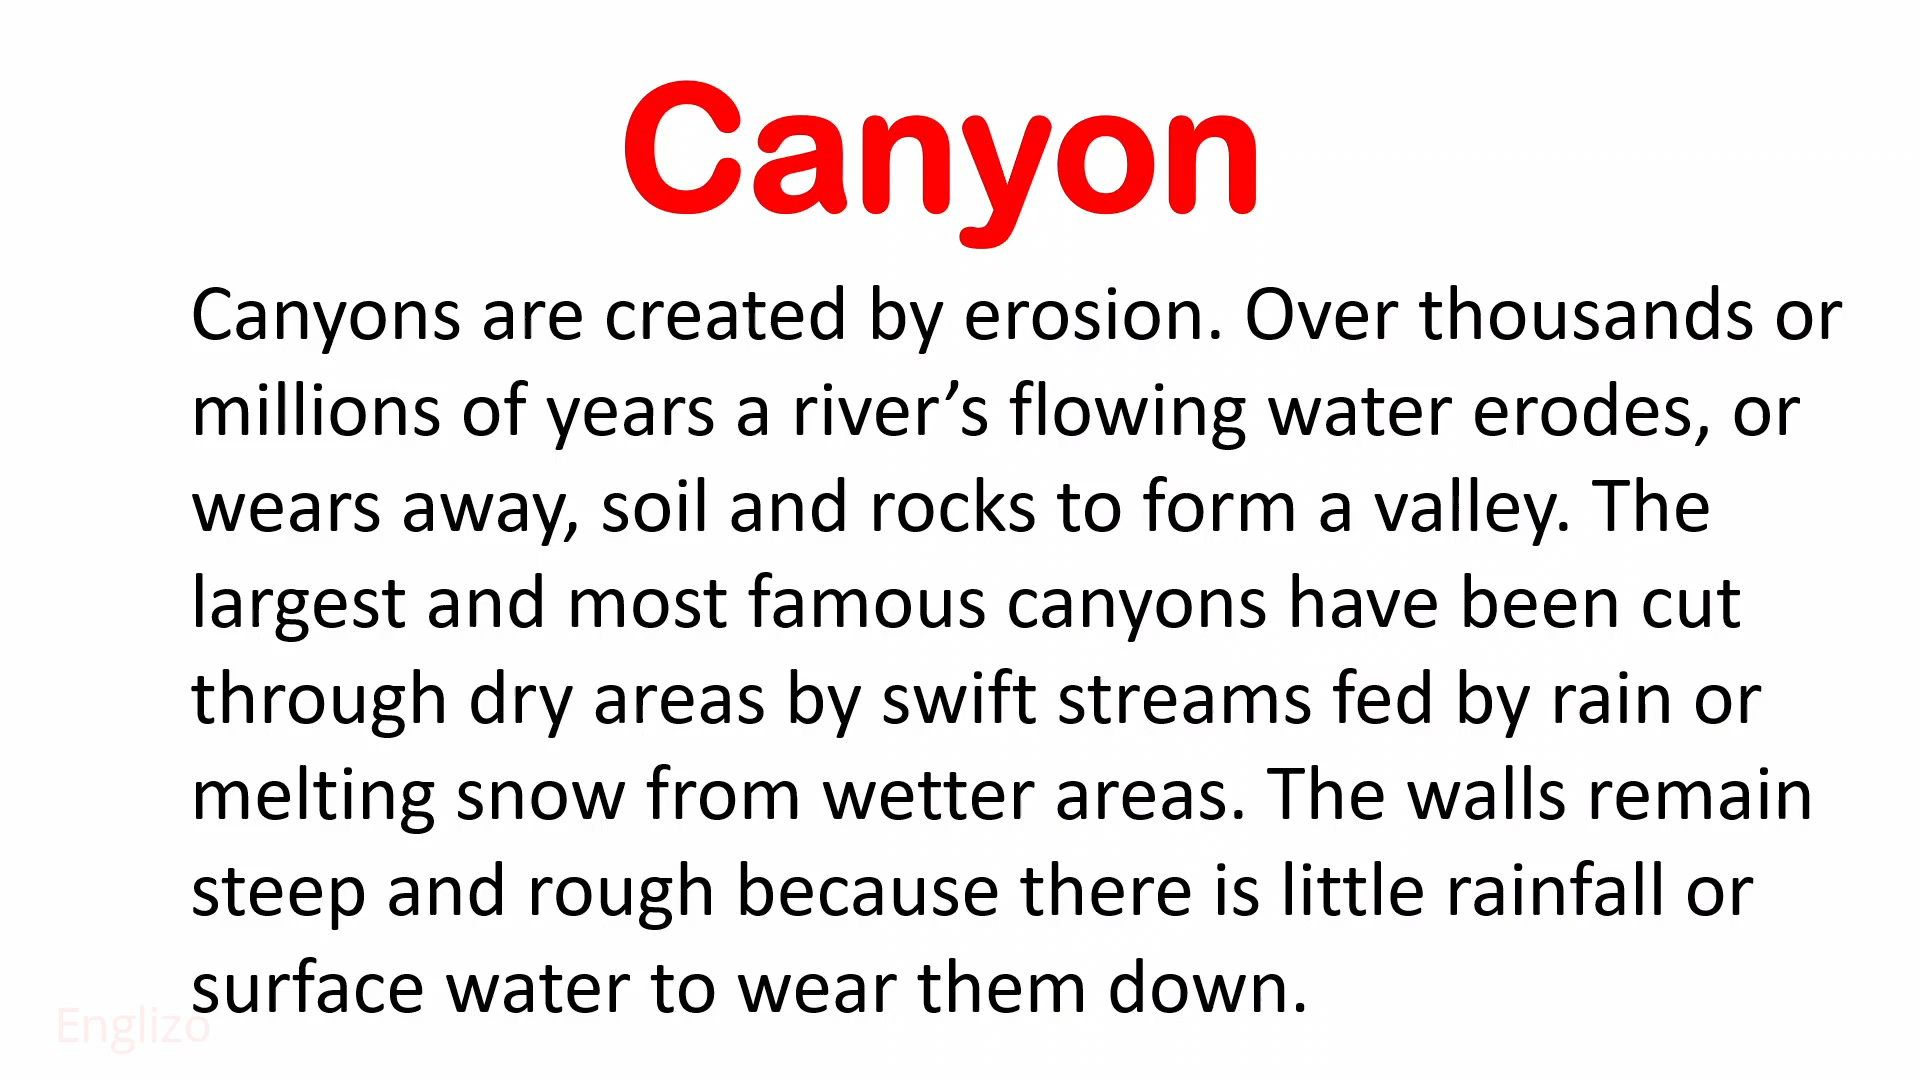 Canyon
Canyons are created by erosion. Over thousands or
millions of years a river’s flowing water erodes, or
wears away, soil and rocks to form a valley. The
largest and most famous canyons have been cut
through dry areas by swift streams fed by rain or
melting snow from wetter areas. The walls remain
steep and rough because there is little rainfall or
surface water to wear them down.
Englizo